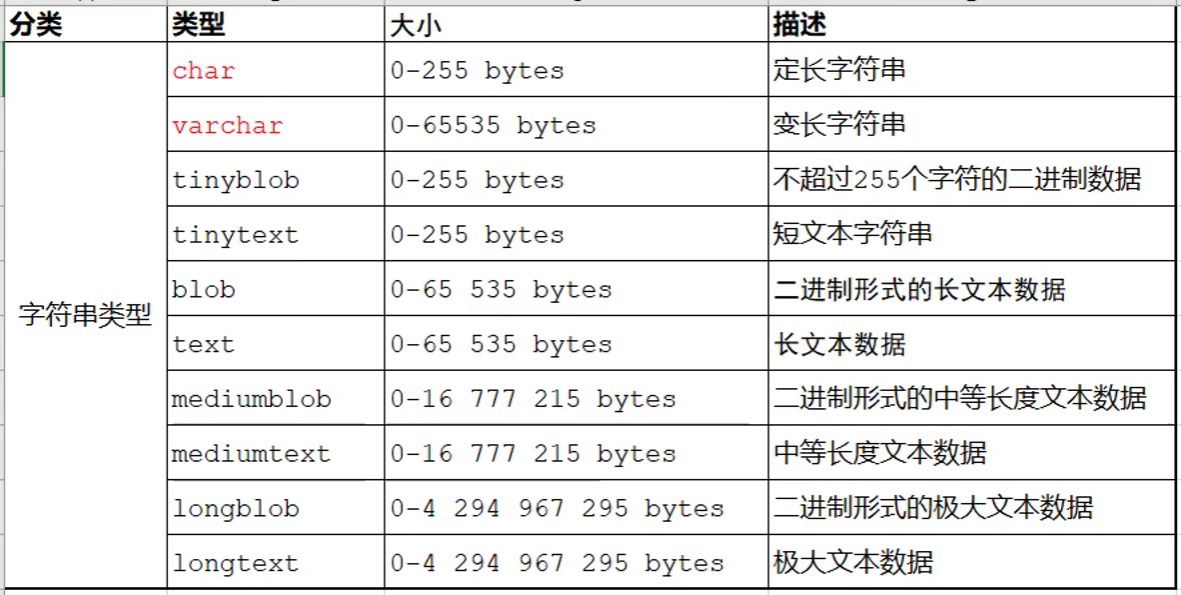 分类 类型 大小 描述
char 0-255 bytes 定长字符串
varchar 0-65535 bytes 变长字符串
tinyblob 0-255 bytes 不超过255个字符的二进制数据
tinytext 0-255 bytes 短文本字符串
blob 0-65 535 bytes 二进制形式的长文本数据
字符串类型
text 0-65 535 bytes 长文本数据
mediumblob 0-16 777 215 bytes 二进制形式的中等长度文本数据
mediumtext 0-16 777 215 bytes 中等长度文本数据
longblob 0-4 294 967 295 bytes 二进制形式的极大文本数据
longtext 0-4 294 967 295 bytes 极大文本数据